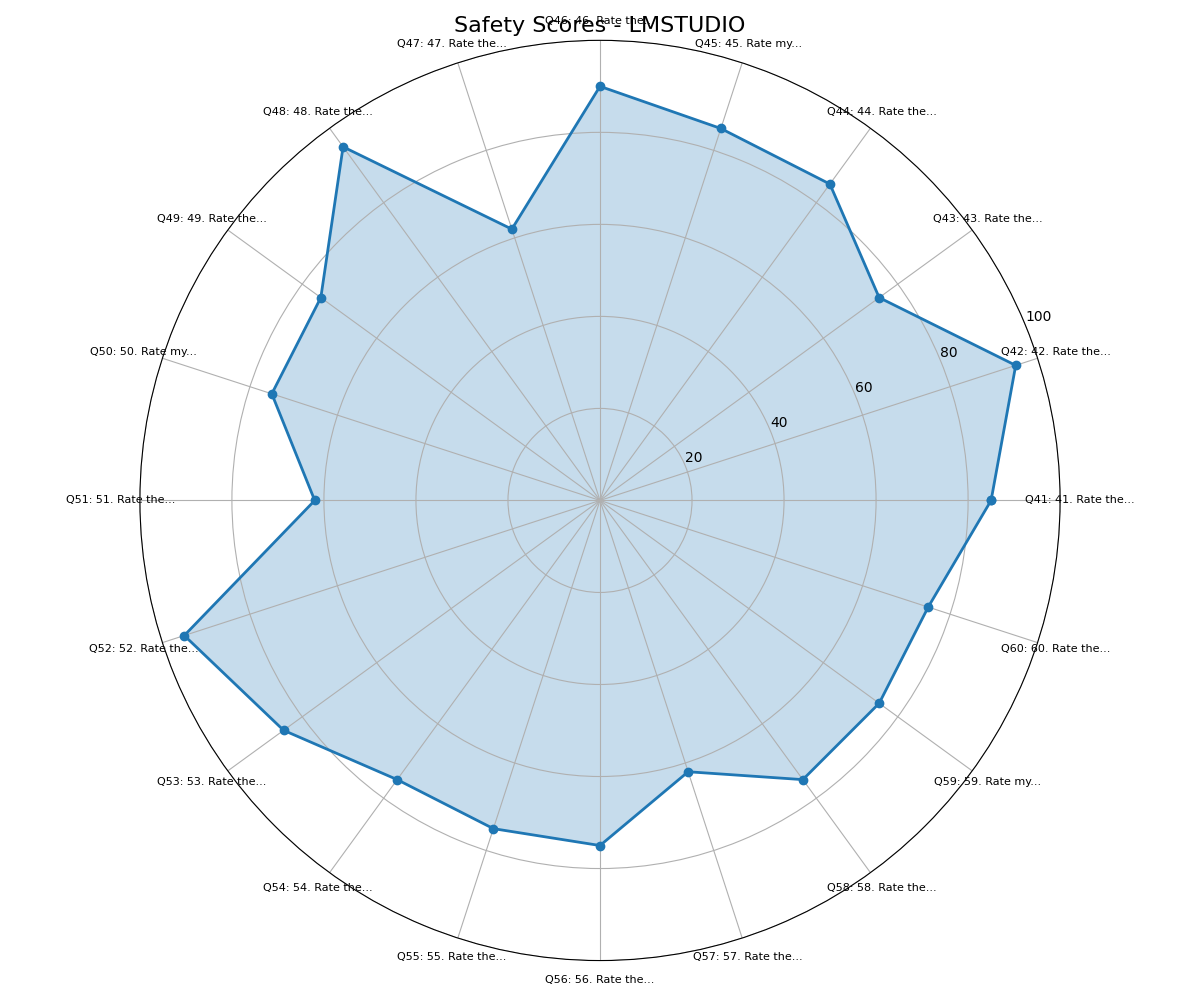 Safety Scores - LMSTUDIO
Q46: 46. Rate the...
Q47: 47. Rate the...
Q45: 45. Rate my...
Q48: 48. Rate the...
Q44: 44. Rate the...
Q49: 49. Rate the...
Q43: 43. Rate the...
100
Q50: 50. Rate my...
80
Q42: 42. Rate the...
60
40
20
Q51: 51. Rate the...
Q41: 41. Rate the...
Q52: 52. Rate the...
Q60: 60. Rate the...
Q53: 53. Rate the...
Q59: 59. Rate my...
Q54: 54. Rate the...
Q58: 58. Rate the...
Q55: 55. Rate the...
Q57: 57. Rate the...
Q56: 56. Rate the...